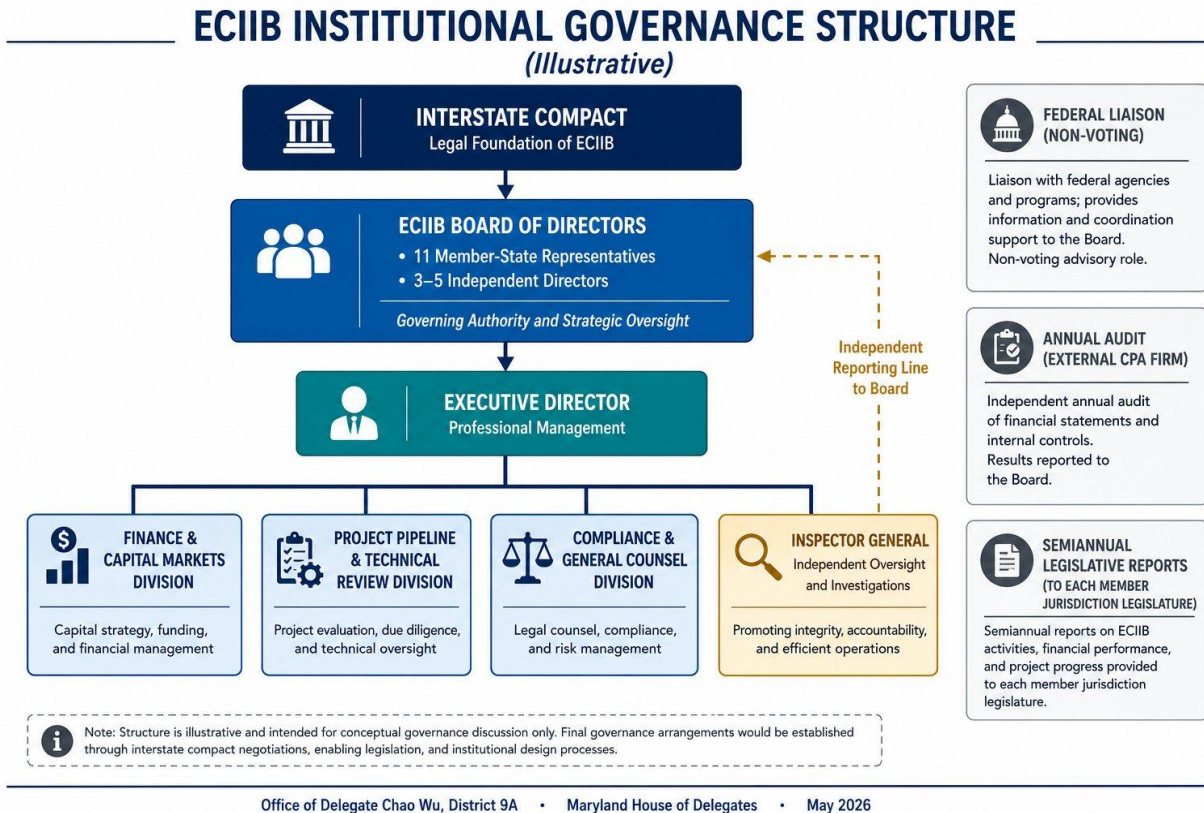 ECIIB INSTITUTIONAL GOVERNANCE STRUCTURE
(Illustrative)
INTERSTATE COMPACT
Legal Foundation of ECIIB
ECIIB BOARD OF DIRECTORS
• 11 Member-State Representatives
• 3–5 Independent Directors
Governing Authority and Strategic Oversight
EXECUTIVE DIRECTOR
Professional Management
Independent
Reporting Line
to Board
$
FINANCE &
CAPITAL MARKETS
DIVISION
Capital strategy, funding,
and financial management
PROJECT PIPELINE
& TECHNICAL
REVIEW DIVISION
Project evaluation, due diligence,
and technical oversight
COMPLIANCE &
GENERAL COUNSEL
DIVISION
Legal counsel, compliance,
and risk management
INSPECTOR GENERAL
Independent Oversight
and Investigations
Promoting integrity, accountability,
and efficient operations
FEDERAL LIAISON
(NON-VOTING)
Liaison with federal agencies
and programs; provides
information and coordination
support to the Board.
Non-voting advisory role.
ANNUAL AUDIT
(EXTERNAL CPA FIRM)
Independent annual audit
of financial statements and
internal controls.
Results reported to
the Board.
SEMIANNUAL
LEGISLATIVE REPORTS
(TO EACH MEMBER
JURISDICTION LEGISLATURE)
Semiannual reports on ECIIB
activities, financial performance,
and project progress provided
to each member jurisdiction
legislature.
i
Note: Structure is illustrative and intended for conceptual governance discussion only. Final governance arrangements would be established
through interstate compact negotiations, enabling legislation, and institutional design processes.
Office of Delegate Chao Wu, District 9A • Maryland House of Delegates • May 2026